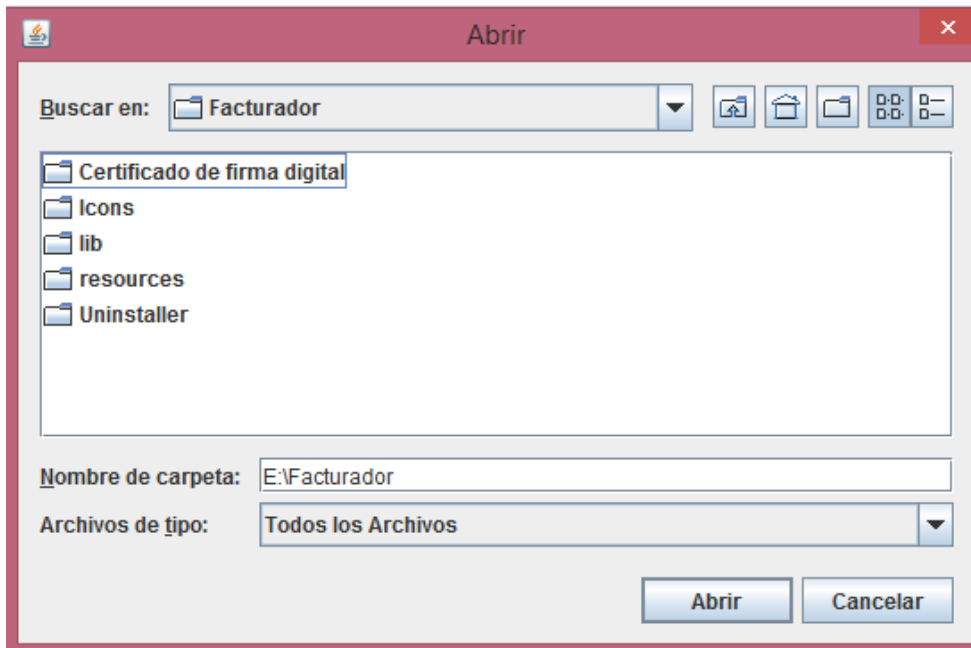 Abrir
Buscar en: Facturador
Certificado de firma digital
Icons
lib
resources
Uninstaller
Nombre de carpeta: E:\Facturador
Archivos de tipo: Todos los Archivos
Abrir Cancelar